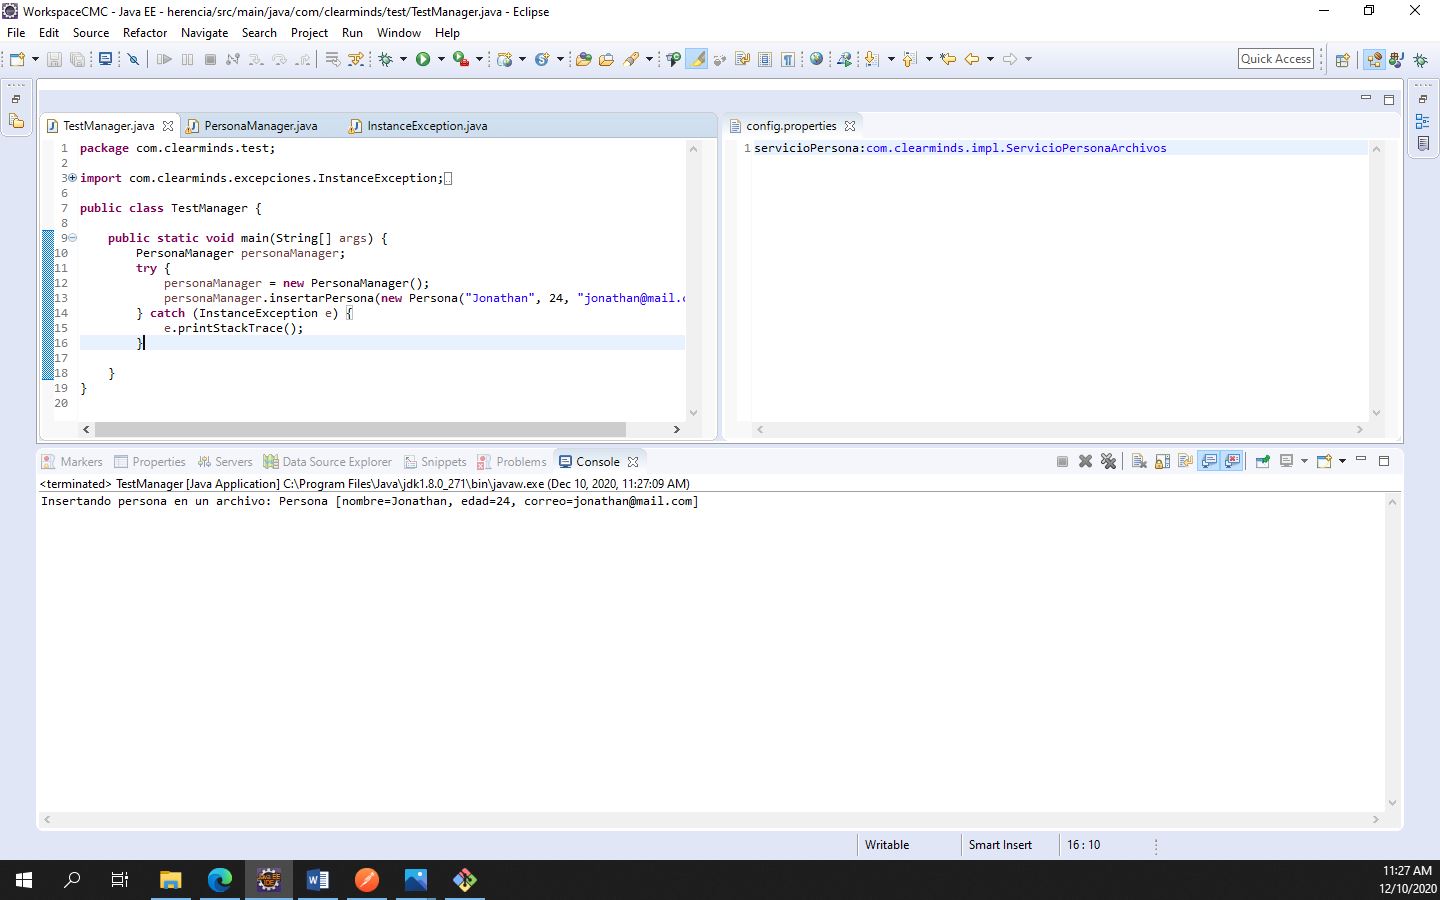 WorkspaceCMC - Java EE - herencia/src/main/java/com/clearminds/test/TestManager.java - Eclipse
File Edit Source Refactor Navigate Search Project Run Window Help
Quick Access
TestManager.java PersonaManager.java InstanceException.java
1 package com.clearminds.test;
2
3 import com.clearminds.excepciones.InstanceException;
6
7 public class TestManager {
8
9 public static void main(String[] args) {
10 PersonaManager personaManager;
11 try {
12 personaManager = new PersonaManager();
13 personaManager.insertarPersona(new Persona("Jonathan", 24, "jonathan@mail.c
14 } catch (InstanceException e) {
15 e.printStackTrace();
16 }
17
18 }
19 }
20
config.properties
1 servicioPersona:com.clearminds.impl.ServicioPersonaArchivos
Markers Properties Servers Data Source Explorer Snippets Problems Console
<terminated> TestManager [Java Application] C:\Program Files\Java\jdk1.8.0_271\bin\javaw.exe (Dec 10, 2020, 11:27:09 AM)
Insertando persona en un archivo: Persona [nombre=Jonathan, edad=24, correo=jonathan@mail.com]
Writable Smart Insert 16 : 10
11:27 AM
12/10/2020